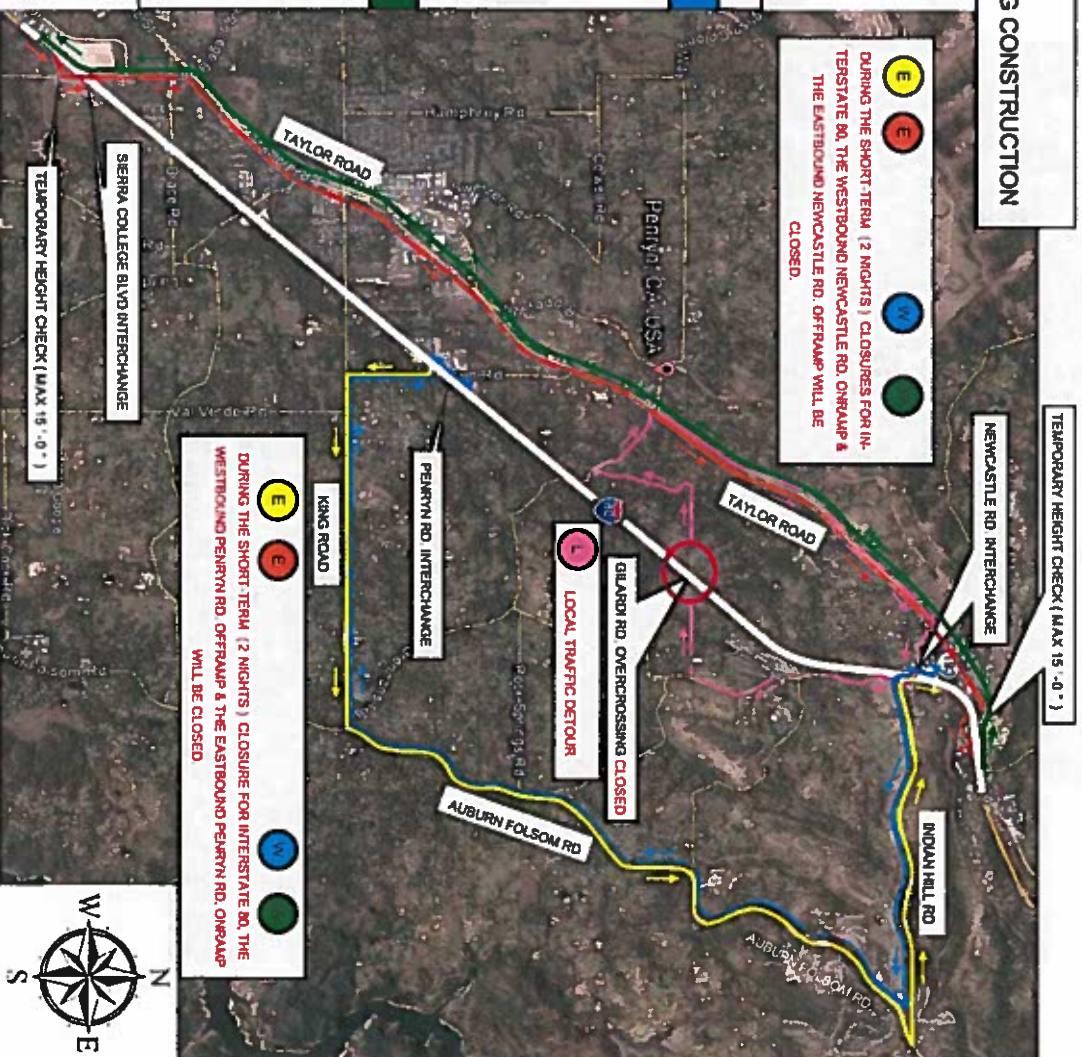 G CONSTRUCTION
E
E
W
DURING THE SHORT-TERM ( 2 NIGHTS ) CLOSURES FOR IN-
TERSTATE 80, THE WESTBOUND NEWCASTLE RD. ONRAMP &
THE EASTBOUND NEWCASTLE RD. OFFRAMP WILL BE
CLOSED.
TEMPORARY HEIGHT CHECK ( MAX 15 '-0 " )
NEWCASTLE RD. INTERCHANGE
TAYLOR ROAD
Humphrey Rd
Penryn CA, USA
TAYLOR ROAD
INDIAN HILL RD
GILARDI RD. OVERCROSSING CLOSED
L
LOCAL TRAFFIC DETOUR
80
SIERRA COLLEGE BLVD INTERCHANGE
TEMPORARY HEIGHT CHECK ( MAX 15 '-0 " )
PENRYN RD. INTERCHANGE
Val Verde Rd
KING ROAD
AUBURN FOLSOM RD
AUBURN FOLSOM RD
E
E
W
DURING THE SHORT-TERM (2 NIGHTS ) CLOSURE FOR INTERSTATE 80, THE
WESTBOUND PENRYN RD. OFFRAMP & THE EASTBOUND PENRYN RD. ONRAMP
WILL BE CLOSED
N
W
E
S